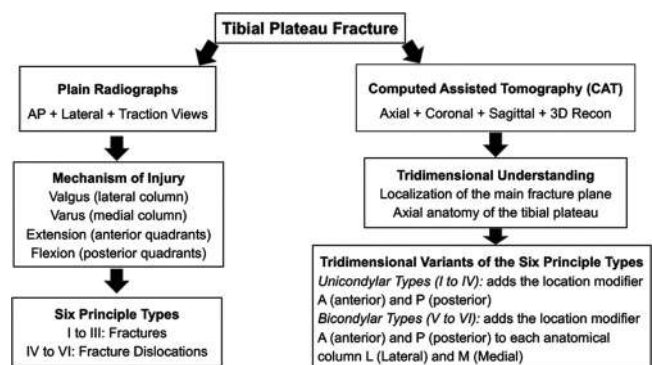 Tibial Plateau Fracture
Plain Radiographs
AP + Lateral + Traction Views
Mechanism of Injury
Valgus (lateral column)
Varus (medial column)
Extension (anterior quadrants)
Flexion (posterior quadrants)
Six Principle Types
I to III: Fractures
IV to VI: Fracture Dislocations
Computed Assisted Tomography (CAT)
Axial + Coronal + Sagittal + 3D Recon
Tridimensional Understanding
Localization of the main fracture plane
Axial anatomy of the tibial plateau
Tridimensional Variants of the Six Principle Types
Unicondylar Types (I to IV): adds the location modifier
A (anterior) and P (posterior)
Bicondylar Types (V to VI): adds the location modifier
A (anterior) and P (posterior) to each anatomical
column L (Lateral) and M (Medial)